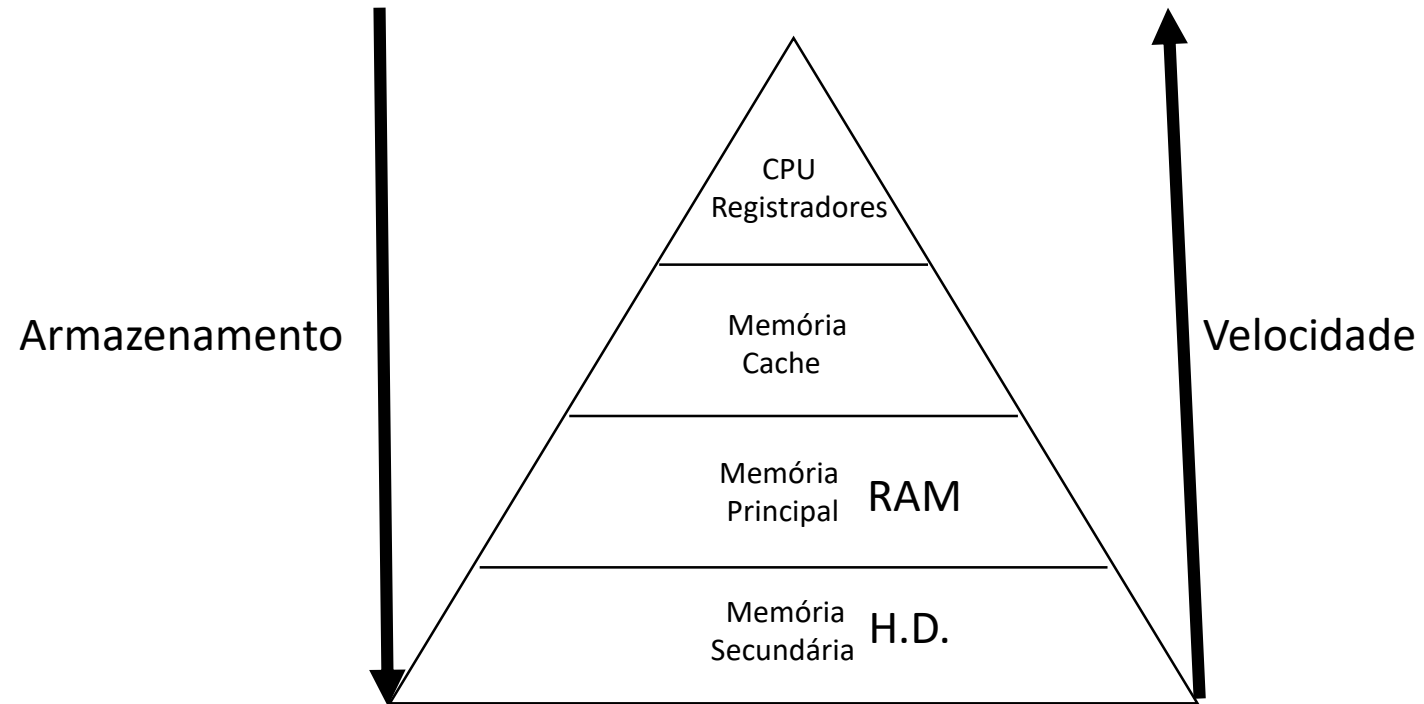 CPU
Registradores
Armazenamento
Memória
Cache
Velocidade
Memória
Principal
RAM
Memória
Secundária
H.D.